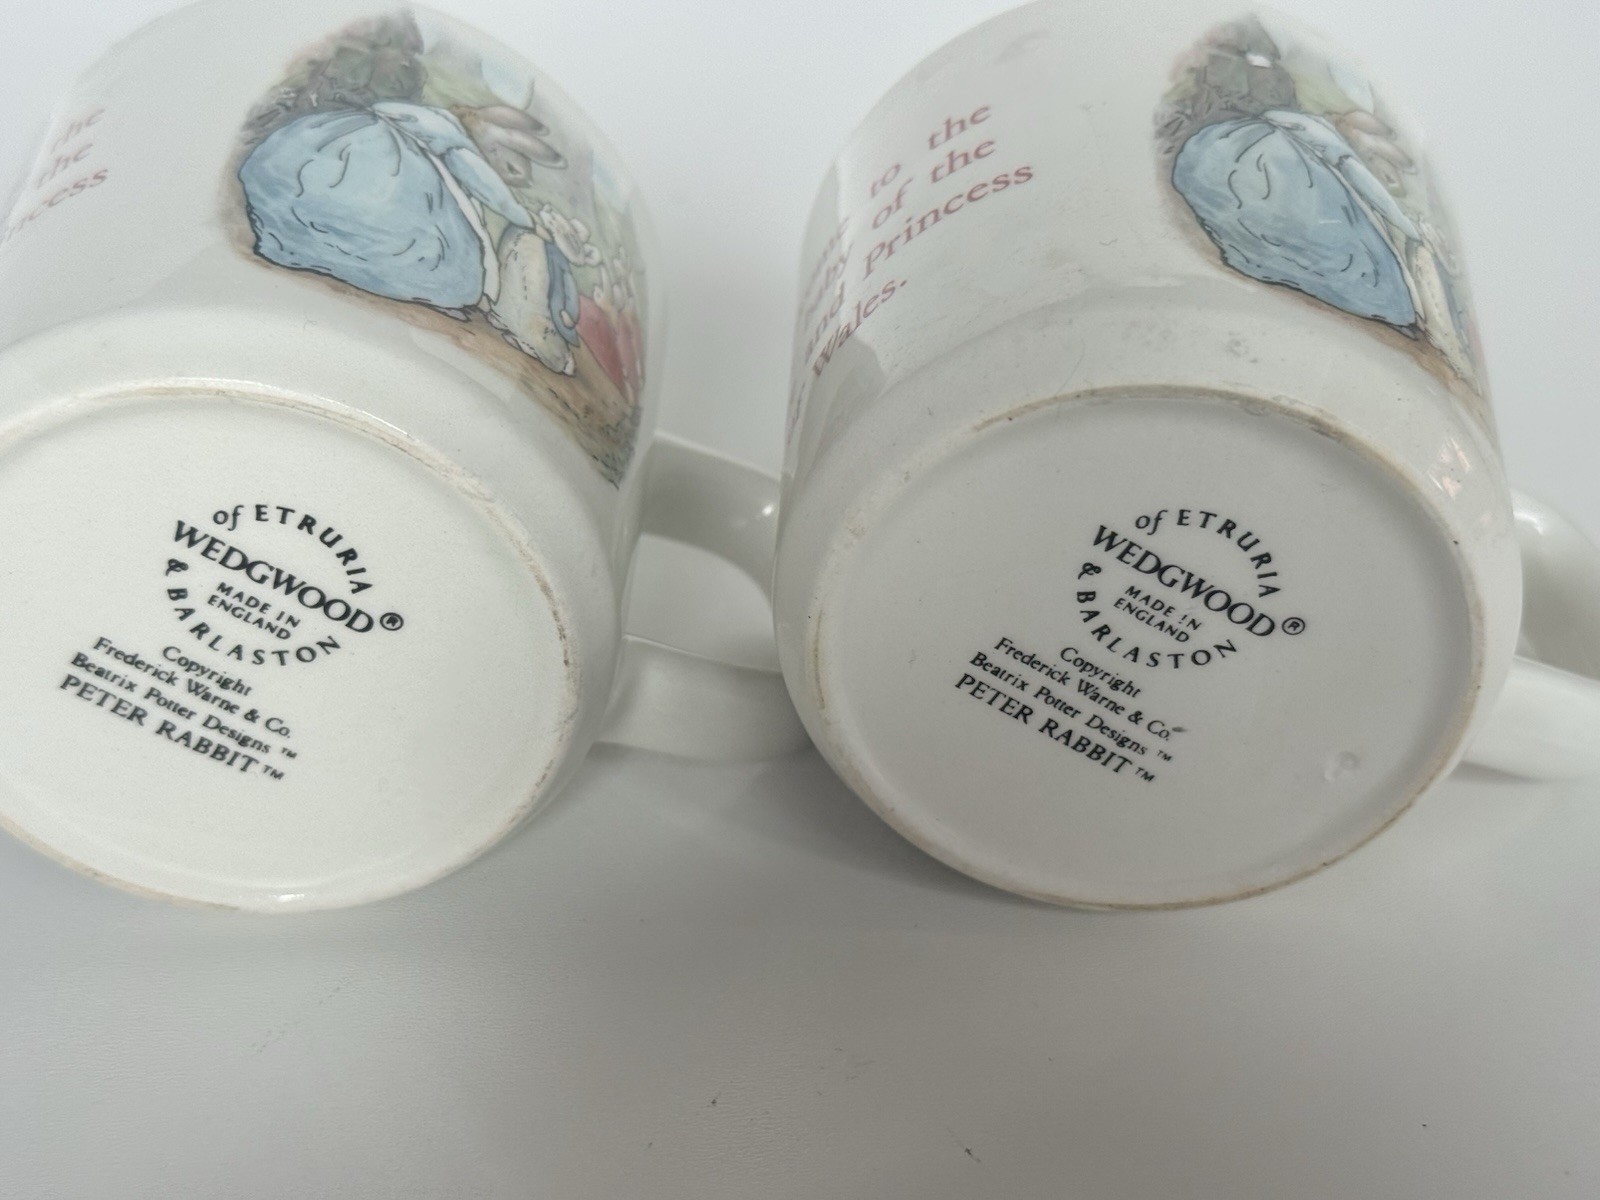 the
the
ncess
of ETRURIA
WEDGWOOD®
MADE IN
ENGLAND
& BARLASTON
Copyright
Frederick Warne & Co.
Beatrix Potter Designs ™
PETER RABBIT ™
to the
of the
and Princess
Wales.
of ETRURIA
WEDGWOOD®
MADE IN
ENGLAND
& BARLASTON
Copyright
Frederick Warne & Co.
Beatrix Potter Designs ™
PETER RABBIT ™